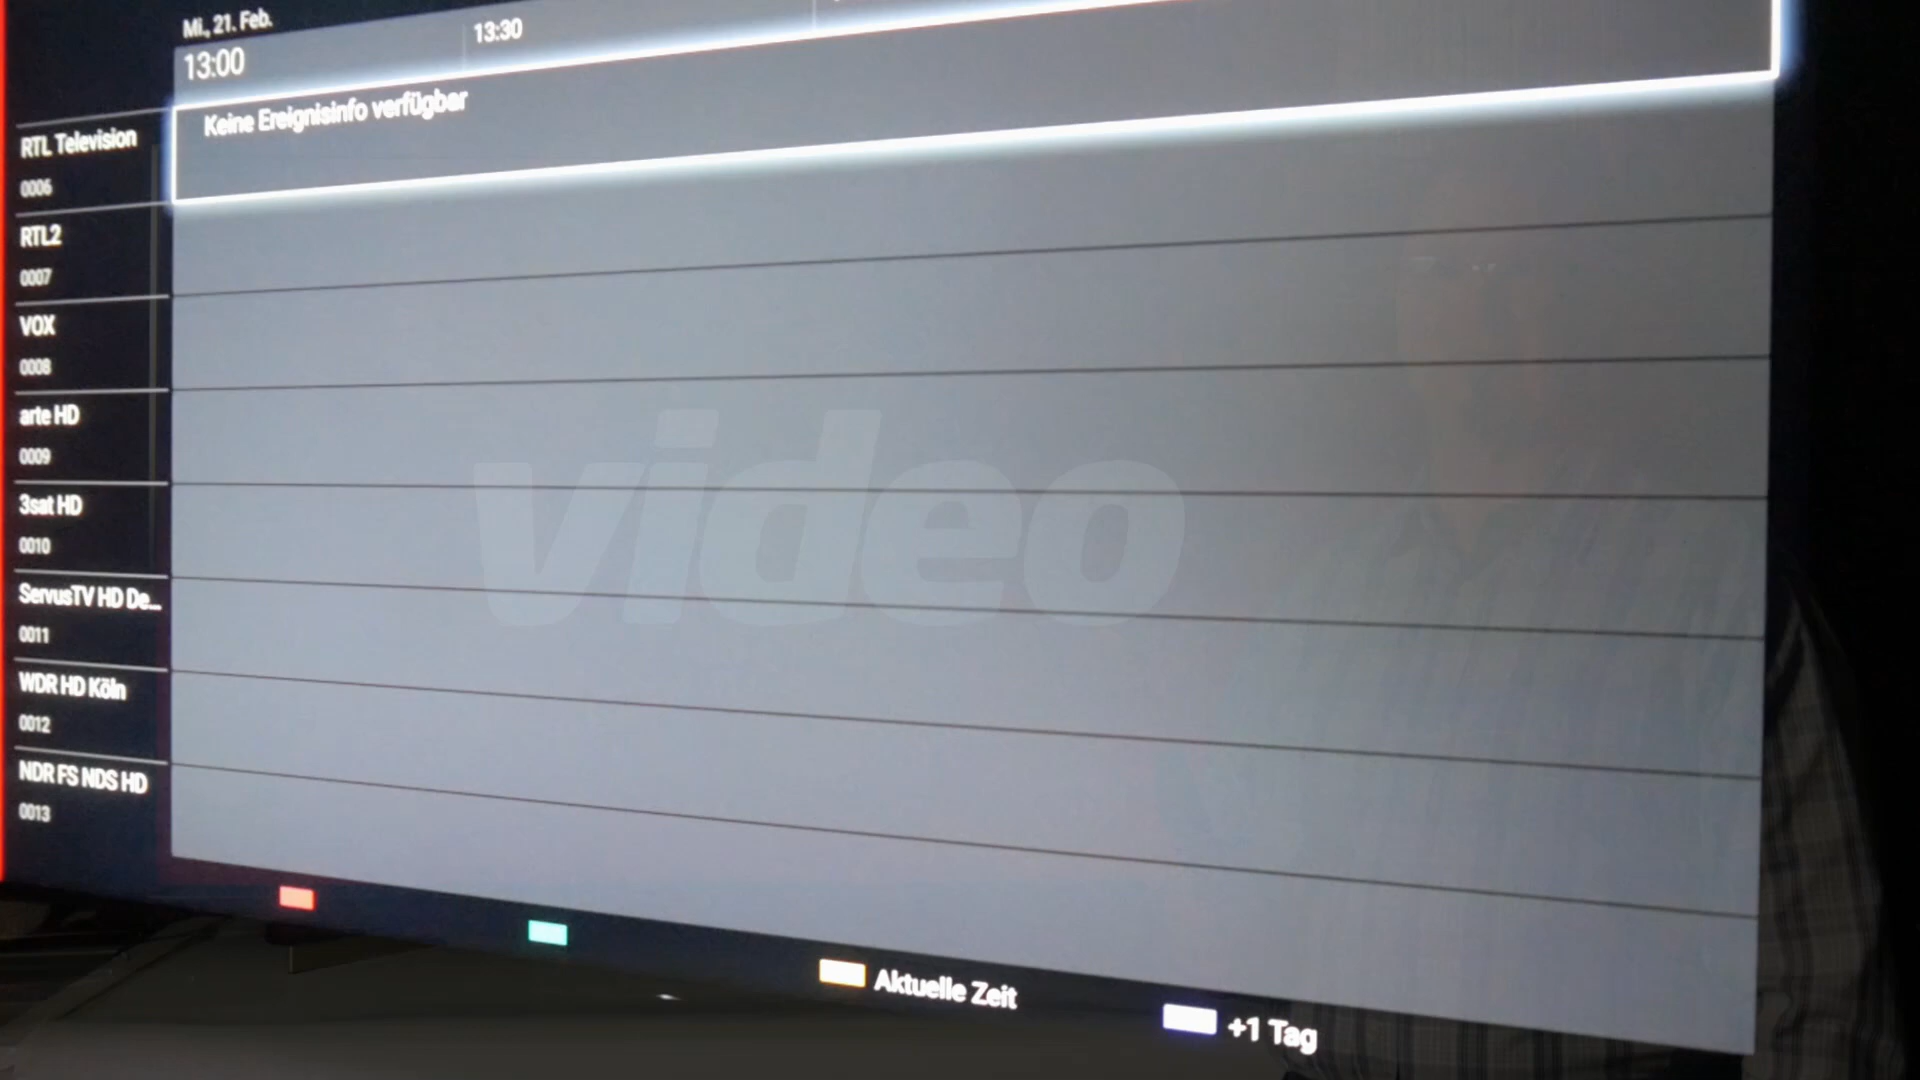 Mi., 21. Feb.
13:00
13:30
Keine Ereignisinfo verfügbar
RTL Television
0006
RTL2
0007
VOX
0008
arte HD
0009
3sat HD
0010
ServusTV HD De...
0011
WDR HD Köln
0012
NDR FS NDS HD
0013
video
Aktuelle Zeit
+1 Tag